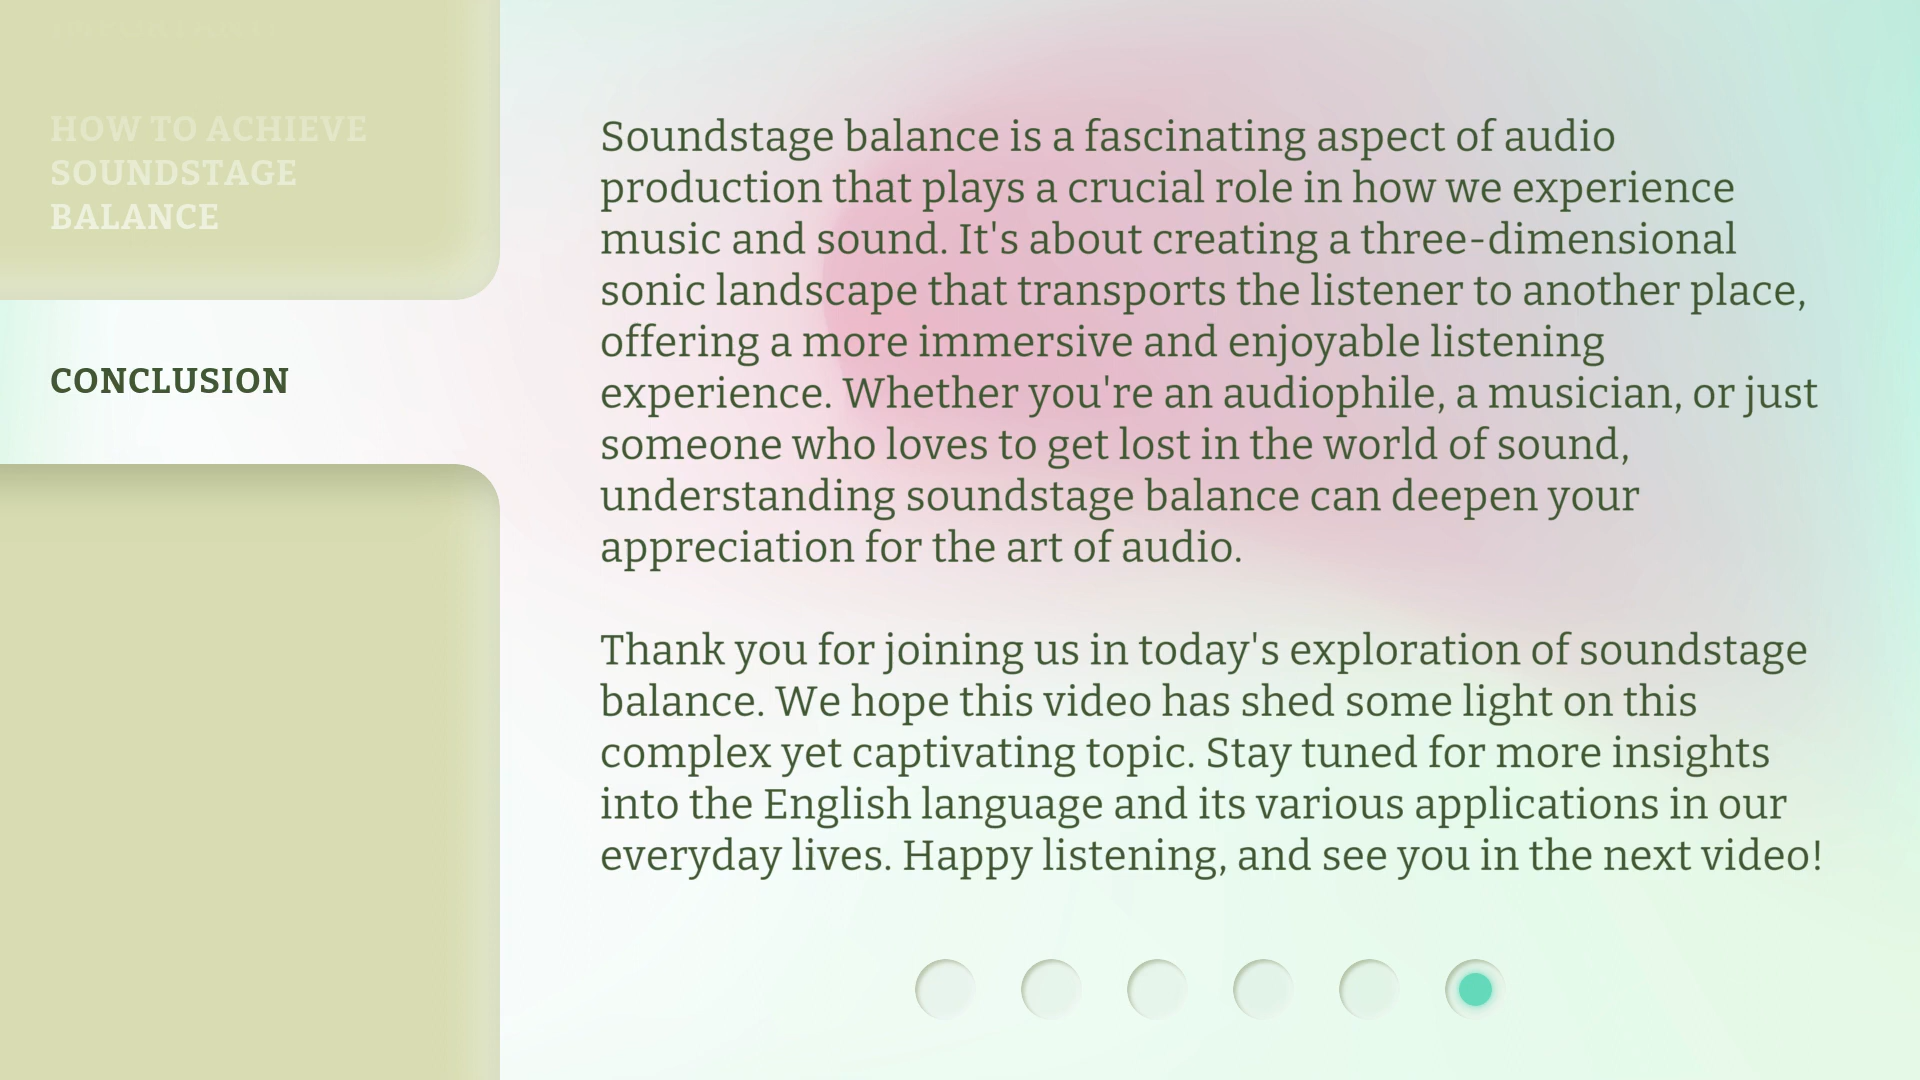 HOW TO ACHIEVE
SOUNDSTAGE
BALANCE
CONCLUSION
Soundstage balance is a fascinating aspect of audio
production that plays a crucial role in how we experience
music and sound. It's about creating a three-dimensional
sonic landscape that transports the listener to another place,
offering a more immersive and enjoyable listening
experience. Whether you're an audiophile, a musician, or just
someone who loves to get lost in the world of sound,
understanding soundstage balance can deepen your
appreciation for the art of audio.
Thank you for joining us in today's exploration of soundstage
balance. We hope this video has shed some light on this
complex yet captivating topic. Stay tuned for more insights
into the English language and its various applications in our
everyday lives. Happy listening, and see you in the next video!